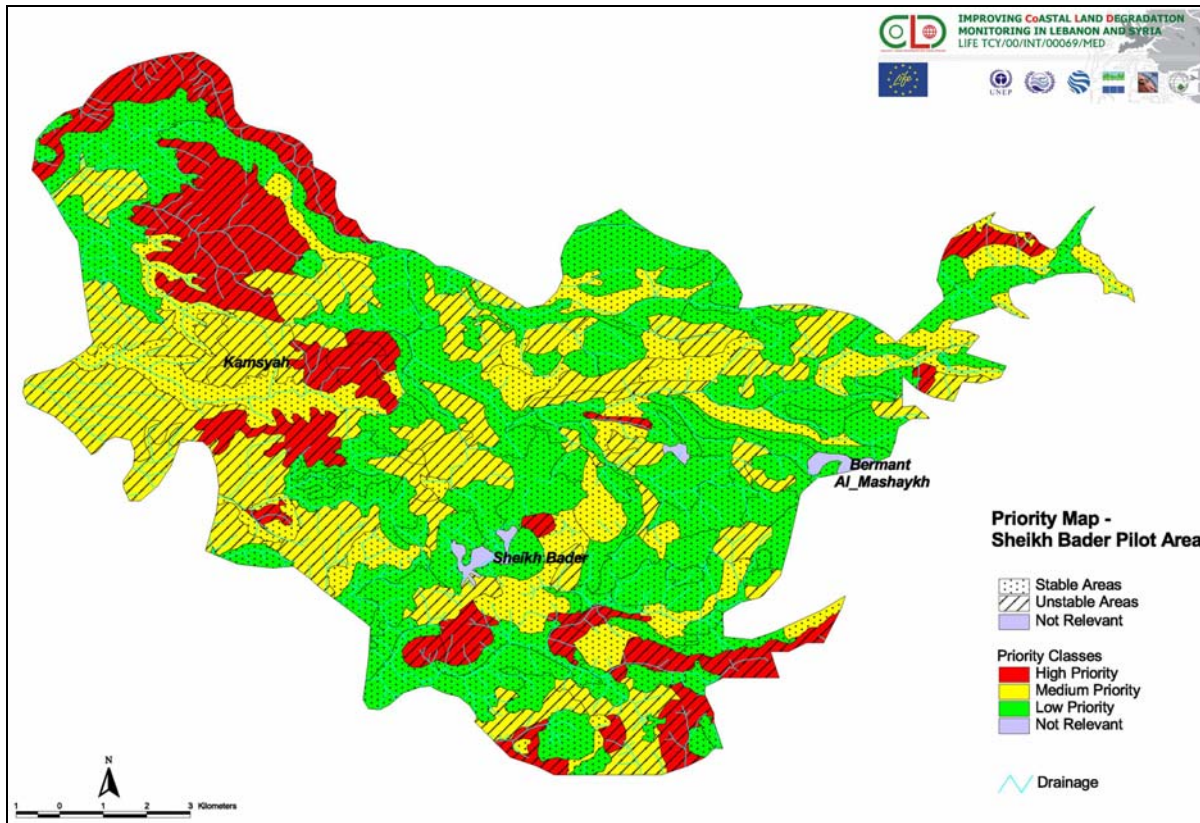 IMPROVING CoASTAL LAND DEGRADATION
MONITORING IN LEBANON AND SYRIA
LIFE TCY/00/INT/00069/MED
CLD
Life
UNEP
Kamsyah
Bermant
Al_Mashaykh
Sheikh Bader
Priority Map -
Sheikh Bader Pilot Area
Stable Areas
Unstable Areas
Not Relevant
Priority Classes
High Priority
Medium Priority
Low Priority
Not Relevant
Drainage
N
1 0 1 2 3 Kilometers